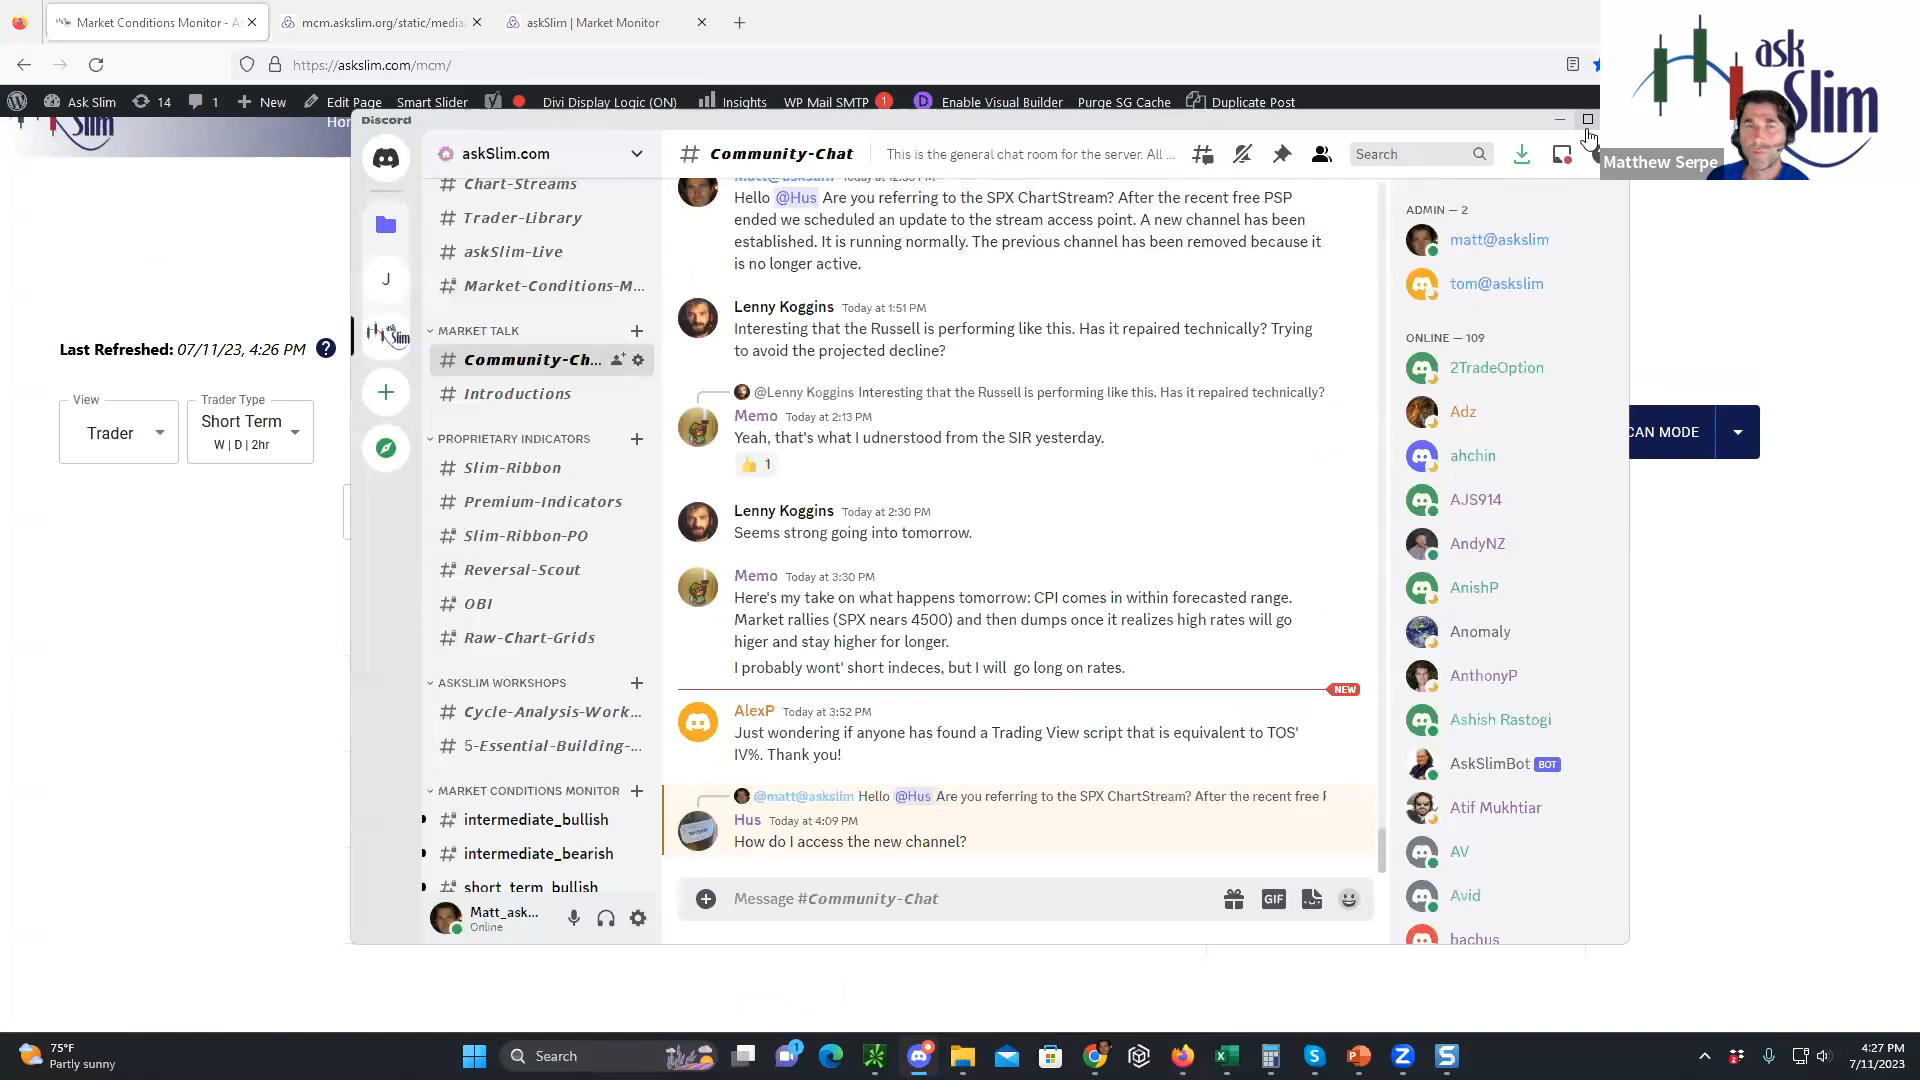 Market Conditions Monitor - As
mcm.askslim.org/static/media
askSlim | Market Monitor
https://askslim.com/mcm/
Ask Slim
14
1
New
Edit Page
Smart Slider
Divi Display Logic (ON)
Insights
WP Mail SMTP
1
Enable Visual Builder
Purge SG Cache
Duplicate Post
ask
Slim
Matthew Serpe
Slim
Discord
askSlim.com
Community-Chat
This is the general chat room for the server. All ...
Search
Chart-Streams
Trader-Library
askSlim-Live
Market-Conditions-M...
MARKET TALK
Community-Ch...
Introductions
PROPRIETARY INDICATORS
Slim-Ribbon
Premium-Indicators
Slim-Ribbon-PO
Reversal-Scout
OBI
Raw-Chart-Grids
ASKSLIM WORKSHOPS
Cycle-Analysis-Work...
5-Essential-Building-...
MARKET CONDITIONS MONITOR
intermediate_bullish
intermediate_bearish
short_term_bullish
Matt_ask...
Online
J
ask
Slim
Last Refreshed: 07/11/23, 4:26 PM
View
Trader
Trader Type
Short Term
W | D | 2hr
CAN MODE
Hello @Hus Are you referring to the SPX ChartStream? After the recent free PSP
ended we scheduled an update to the stream access point. A new channel has been
established. It is running normally. The previous channel has been removed because it
is no longer active.
Lenny Koggins Today at 1:51 PM
Interesting that the Russell is performing like this. Has it repaired technically? Trying
to avoid the projected decline?
@Lenny Koggins Interesting that the Russell is performing like this. Has it repaired technically?
Memo Today at 2:13 PM
Yeah, that's what I udnerstood from the SIR yesterday.
1
Lenny Koggins Today at 2:30 PM
Seems strong going into tomorrow.
Memo Today at 3:30 PM
Here's my take on what happens tomorrow: CPI comes in within forecasted range.
Market rallies (SPX nears 4500) and then dumps once it realizes high rates will go
higer and stay higher for longer.
I probably wont' short indeces, but I will go long on rates.
NEW
AlexP Today at 3:52 PM
Just wondering if anyone has found a Trading View script that is equivalent to TOS'
IV%. Thank you!
@matt@askslim Hello @Hus Are you referring to the SPX ChartStream? After the recent free
Hus Today at 4:09 PM
How do I access the new channel?
Message #Community-Chat
GIF
ADMIN — 2
matt@askslim
tom@askslim
ONLINE — 109
2TradeOption
Adz
ahchin
AJS914
AndyNZ
AnishP
Anomaly
AnthonyP
Ashish Rastogi
AskSlimBot BOT
Atif Mukhtiar
AV
Avid
bachus
75°F
Partly sunny
Search
1
4:27 PM
7/11/2023